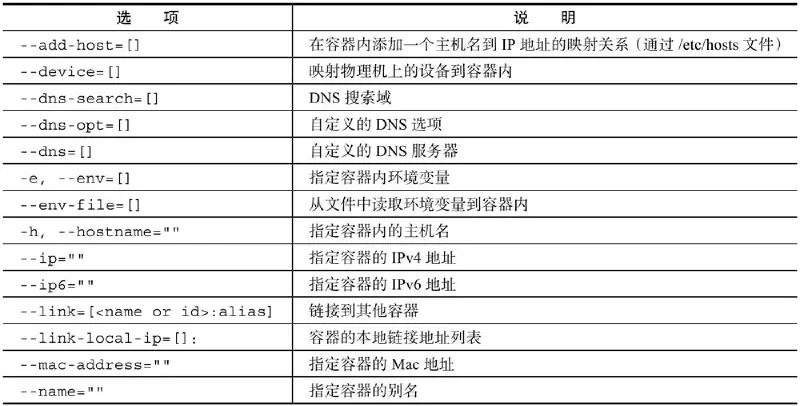 选 项 说 明
--add-host=[] 在容器内添加一个主机名到 IP 地址的映射关系（通过 /etc/hosts 文件）
--device=[] 映射物理机上的设备到容器内
--dns-search=[] DNS 搜索域
--dns-opt=[] 自定义的 DNS 选项
--dns=[] 自定义的 DNS 服务器
-e, --env=[] 指定容器内环境变量
--env-file=[] 从文件中读取环境变量到容器内
-h, --hostname="" 指定容器内的主机名
--ip="" 指定容器的 IPv4 地址
--ip6="" 指定容器的 IPv6 地址
--link=[<name or id>:alias] 链接到其他容器
--link-local-ip=[]: 容器的本地链接地址列表
--mac-address="" 指定容器的 Mac 地址
--name="" 指定容器的别名